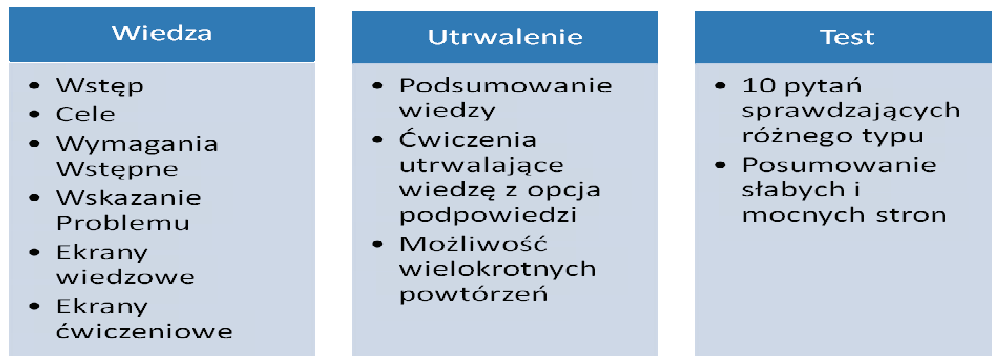 Wiedza
• Wstęp
• Cele
• Wymagania
Wstępne
• Wskazanie
Problemu
• Ekrany
wiedzowe
• Ekrany
ćwiczeniowe
Utrwalenie
• Podsumowanie
wiedzy
• Ćwiczenia
utrwalające
wiedzę z opcja
podpowiedzi
• Możliwość
wielokrotnych
powtórzeń
Test
• 10 pytań
sprawdzających
różnego typu
• Posumowanie
słabych i
mocnych stron